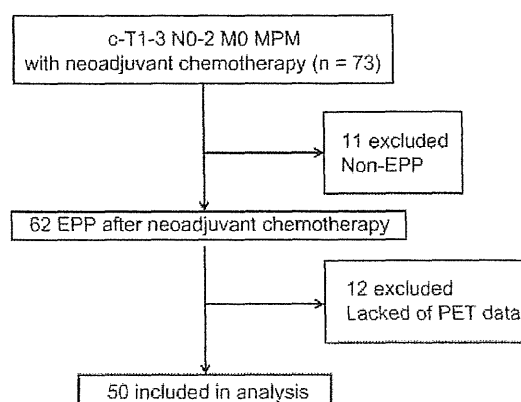 c-T1-3 N0-2 M0 MPM
with neoadjuvant chemotherapy (n = 73)
11 excluded
Non-EPP
62 EPP after neoadjuvant chemotherapy
12 excluded
Lacked of PET data
50 included in analysis